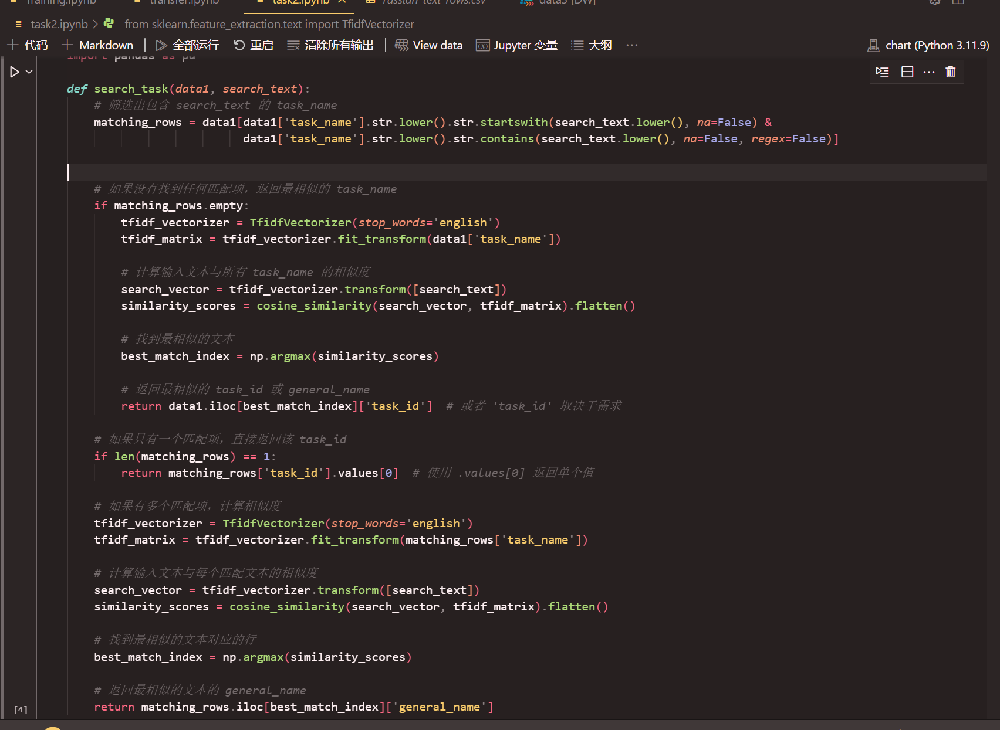 training.ipynb transfer.ipynb task2.ipynb russian_text_rows.csv data3 [DW]
task2.ipynb > from sklearn.feature_extraction.text import TfidfVectorizer
代码 Markdown 全部运行 重启 清除所有输出 View data Jupyter 变量 大纲 ··· chart (Python 3.11.9)
import pandas as pd
def search_task(data1, search_text):
# 筛选出包含 search_text 的 task_name
matching_rows = data1[data1['task_name'].str.lower().str.startswith(search_text.lower(), na=False) &
data1['task_name'].str.lower().str.contains(search_text.lower(), na=False, regex=False)]
# 如果没有找到任何匹配项，返回最相似的 task_name
if matching_rows.empty:
tfidf_vectorizer = TfidfVectorizer(stop_words='english')
tfidf_matrix = tfidf_vectorizer.fit_transform(data1['task_name'])
# 计算输入文本与所有 task_name 的相似度
search_vector = tfidf_vectorizer.transform([search_text])
similarity_scores = cosine_similarity(search_vector, tfidf_matrix).flatten()
# 找到最相似的文本
best_match_index = np.argmax(similarity_scores)
# 返回最相似的 task_id 或 general_name
return data1.iloc[best_match_index]['task_id'] # 或者 'task_id' 取决于需求
# 如果只有一个匹配项，直接返回该 task_id
if len(matching_rows) == 1:
return matching_rows['task_id'].values[0] # 使用 .values[0] 返回单个值
# 如果有多个匹配项，计算相似度
tfidf_vectorizer = TfidfVectorizer(stop_words='english')
tfidf_matrix = tfidf_vectorizer.fit_transform(matching_rows['task_name'])
# 计算输入文本与每个匹配文本的相似度
search_vector = tfidf_vectorizer.transform([search_text])
similarity_scores = cosine_similarity(search_vector, tfidf_matrix).flatten()
# 找到最相似的文本对应的行
best_match_index = np.argmax(similarity_scores)
# 返回最相似的文本的 general_name
return matching_rows.iloc[best_match_index]['general_name']
[4]